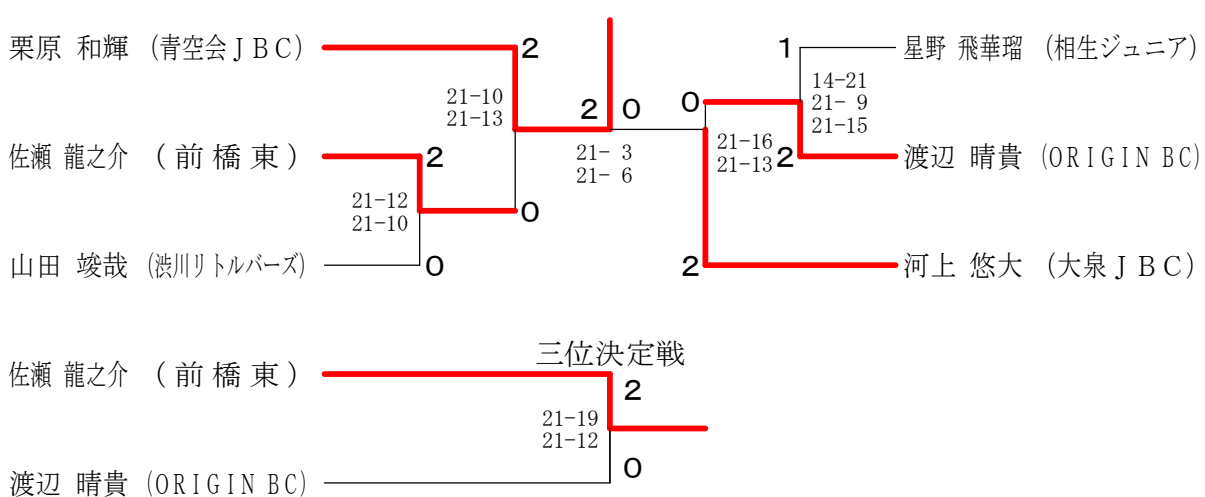 栗原 和輝 (青空会ＪＢＣ)
2
1
星野 飛華瑠 (相生ジュニア)
21-10
21-13
2
0
0
14-21
21- 9
21-15
佐瀬 龍之介 (前橋東)
2
21- 3
21- 6
21-16
21-13
2
渡辺 晴貴 (ORIGIN BC)
21-12
21-10
0
山田 竣哉 (渋川リトルバーズ)
0
2
河上 悠大 (大泉ＪＢＣ)
三位決定戦
佐瀬 龍之介 (前橋東)
2
21-19
21-12
0
渡辺 晴貴 (ORIGIN BC)